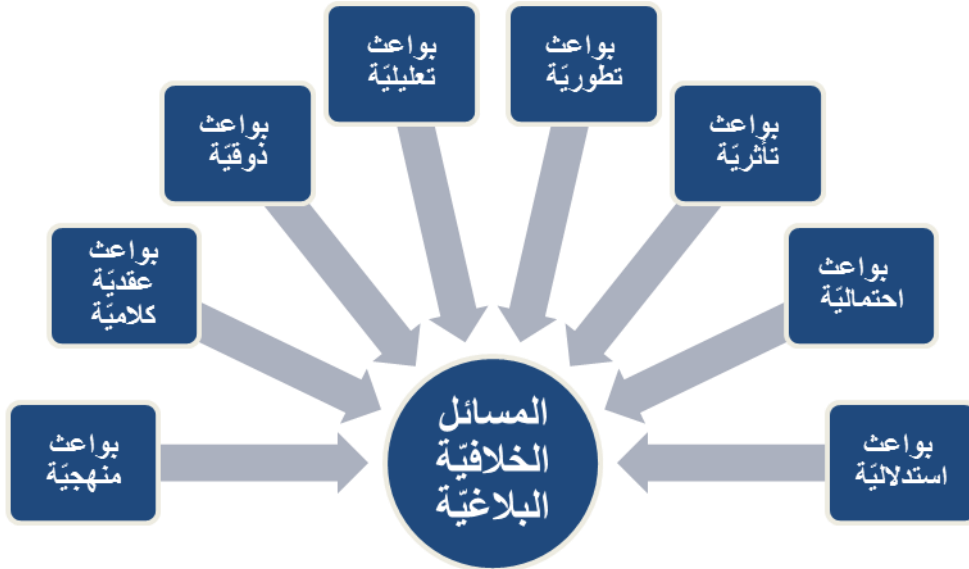 بواعث
تطوريّة
بواعث
تعليليّة
بواعث
تأثريّة
بواعث
ذوقيّة
بواعث
احتماليّة
بواعث
عقديّة
كلاميّة
بواعث
استدلاليّة
بواعث
منهجيّة
المسائل
الخلافيّة
البلاغيّة